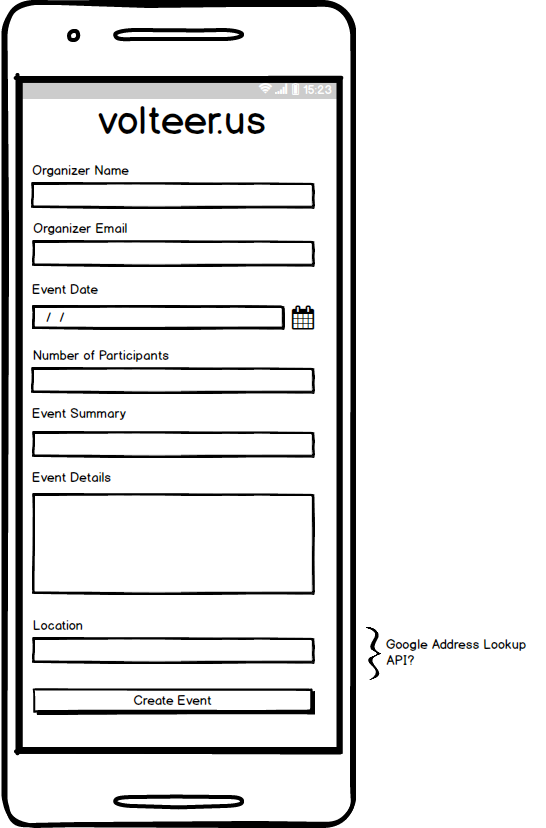 15:23
volteer.us
Organizer Name
Organizer Email
Event Date
/ /
Number of Participants
Event Summary
Event Details
Location
Google Address Lookup
API?
Create Event